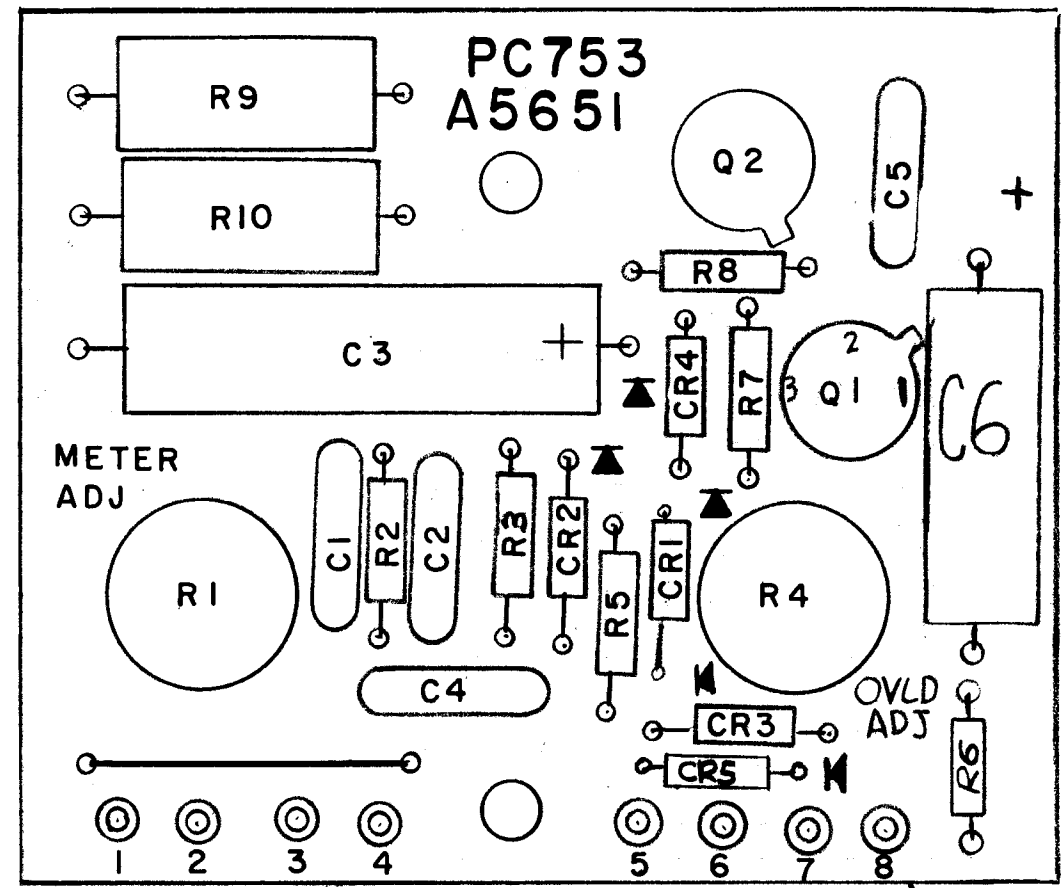 PC753
A5651
R9
Q2
C5
+
R10
R8
C3 +
CR4
R7
2
3 Q1 1
C6
METER
ADJ
C1
R2
C2
R3
CR2
R5
CR1
R1
R4
C4
OVLD
ADJ
CR3
CR5
R6
1 2 3 4 5 6 7 8